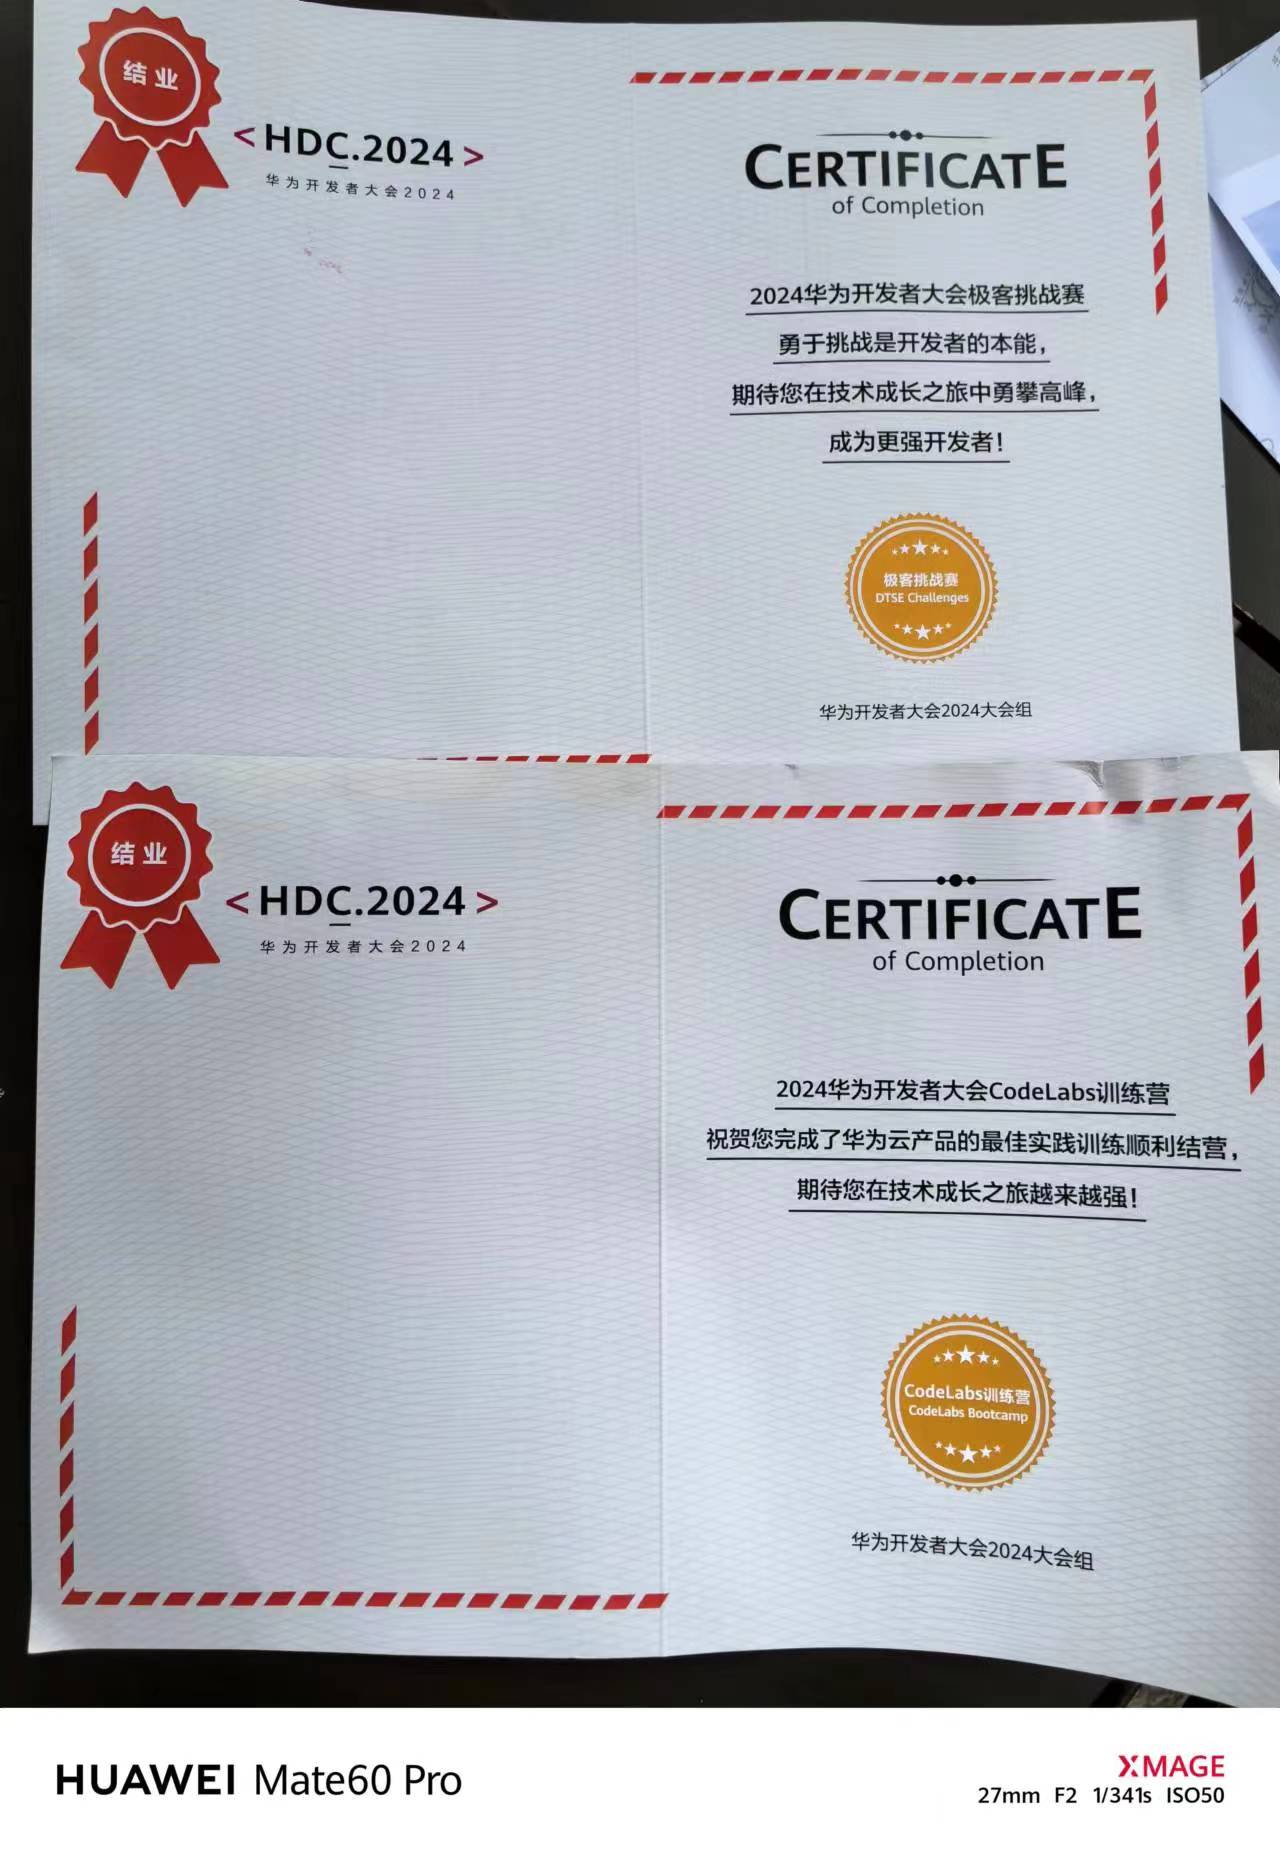 结业
< HDC.2024 >
华为开发者大会2024
CERTIFICATE
of Completion
2024华为开发者大会极客挑战赛
勇于挑战是开发者的本能，
期待您在技术成长之旅中勇攀高峰，
成为更强开发者！
极客挑战赛
DTSE Challenges
华为开发者大会2024大会组
结业
< HDC.2024 >
华为开发者大会2024
CERTIFICATE
of Completion
2024华为开发者大会CodeLabs训练营
祝贺您完成了华为云产品的最佳实践训练顺利结营，
期待您在技术成长之旅越来越强！
CodeLabs训练营
CodeLabs Bootcamp
华为开发者大会2024大会组
HUAWEI Mate60 Pro
XMAGE
27mm F2 1/341s ISO50